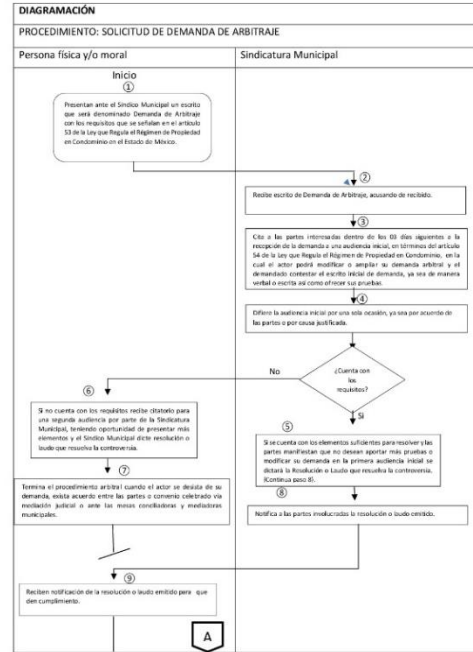 DIAGRAMACIÓN
PROCEDIMIENTO: SOLICITUD DE DEMANDA DE ARBITRAJE
Persona física y/o moral
Sindicatura Municipal
Inicio
①
Presentan ante el Síndico Municipal un escrito
que será denominado Demanda de Arbitraje
con los requisitos que se señalan en el artículo
53 de la Ley que Regula el Régimen de Propiedad
en Condominio en el Estado de México.
②
Recibe escrito de Demanda de Arbitraje, acusando de recibido.
③
Cita a las partes interesadas dentro de los 03 días siguientes a la
recepción de la demanda a una audiencia inicial, en términos del artículo
54 de la Ley que Regula el Régimen de Propiedad en Condominio, en la
cual el actor podrá modificar o ampliar su demanda arbitral y el
demandado contestar el escrito inicial de demanda, ya sea de manera
verbal o escrita así como ofrecer sus pruebas.
④
Difiere la audiencia inicial por una sola ocasión, ya sea por acuerdo de
las partes o por causa justificada.
¿Cuenta con
los
requisitos?
No
Si
⑥
Si no cuenta con los requisitos recibe citatorio para
una segunda audiencia por parte de la Sindicatura
Municipal, teniendo oportunidad de presentar más
elementos y el Síndico Municipal dicte resolución o
laudo que resuelva la controversia.
⑤
Si se cuenta con los elementos suficientes para resolver y las
partes manifiestan que no desean aportar más pruebas o
modificar su demanda en la primera audiencia inicial se
dictará la Resolución o Laudo que resuelva la controversia.
(Continua paso 8).
⑦
Termina el procedimiento arbitral cuando el actor se desista de su
demanda, exista acuerdo entre las partes o convenio celebrado vía
mediación judicial o ante las mesas conciliadoras y mediadoras
municipales.
⑧
Notifica a las partes involucradas la resolución o laudo emitido.
⑨
Reciben notificación de la resolución o laudo emitido para que
den cumplimiento.
A